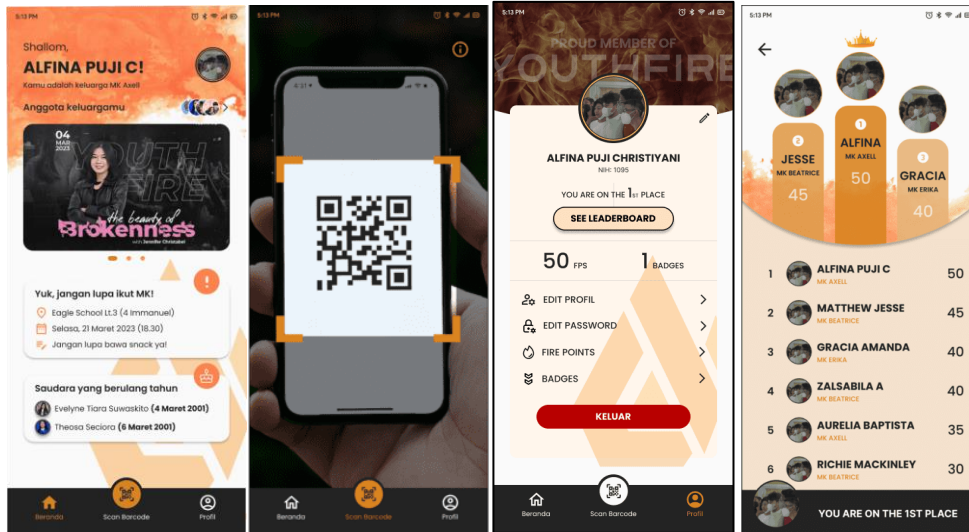 5:13 PM
Shallom,
ALFINA PUJI C!
Kamu adalah keluarga MK Axell
Anggota keluargamu
04
MAR
2023
YOUTH
FIRE
the beauty of
Brokenness
with Jennifer Christabel
Yuk, jangan lupa ikut MK!
Eagle School Lt.3 (4 Immanuel)
Selasa, 21 Maret 2023 (18.30)
Jangan lupa bawa snack ya!
Saudara yang berulang tahun
Evelyne Tiara Suwaskito (4 Maret 2001)
Theosa Seciora (6 Maret 2001)
Beranda
Scan Barcode
Profil
5:13 PM
Beranda
Scan Barcode
Profil
5:13 PM
PROUD MEMBER OF
YOUTHFIRE
ALFINA PUJI CHRISTIYANI
NIH: 1095
YOU ARE ON THE 1ST PLACE
SEE LEADERBOARD
50 FPS
1 BADGES
EDIT PROFIL
EDIT PASSWORD
FIRE POINTS
BADGES
KELUAR
Beranda
Scan Barcode
Profil
5:13 PM
2
JESSE
MK BEATRICE
45
1
ALFINA
MK AXELL
50
3
GRACIA
MK ERIKA
40
1 ALFINA PUJI C 50
MK AXELL
2 MATTHEW JESSE 45
MK BEATRICE
3 GRACIA AMANDA 40
MK ERIKA
4 ZALSABILA A 40
MK BEATRICE
5 AURELIA BAPTISTA 35
MK AXELL
6 RICHIE MACKINLEY 30
MK BEATRICE
YOU ARE ON THE 1ST PLACE